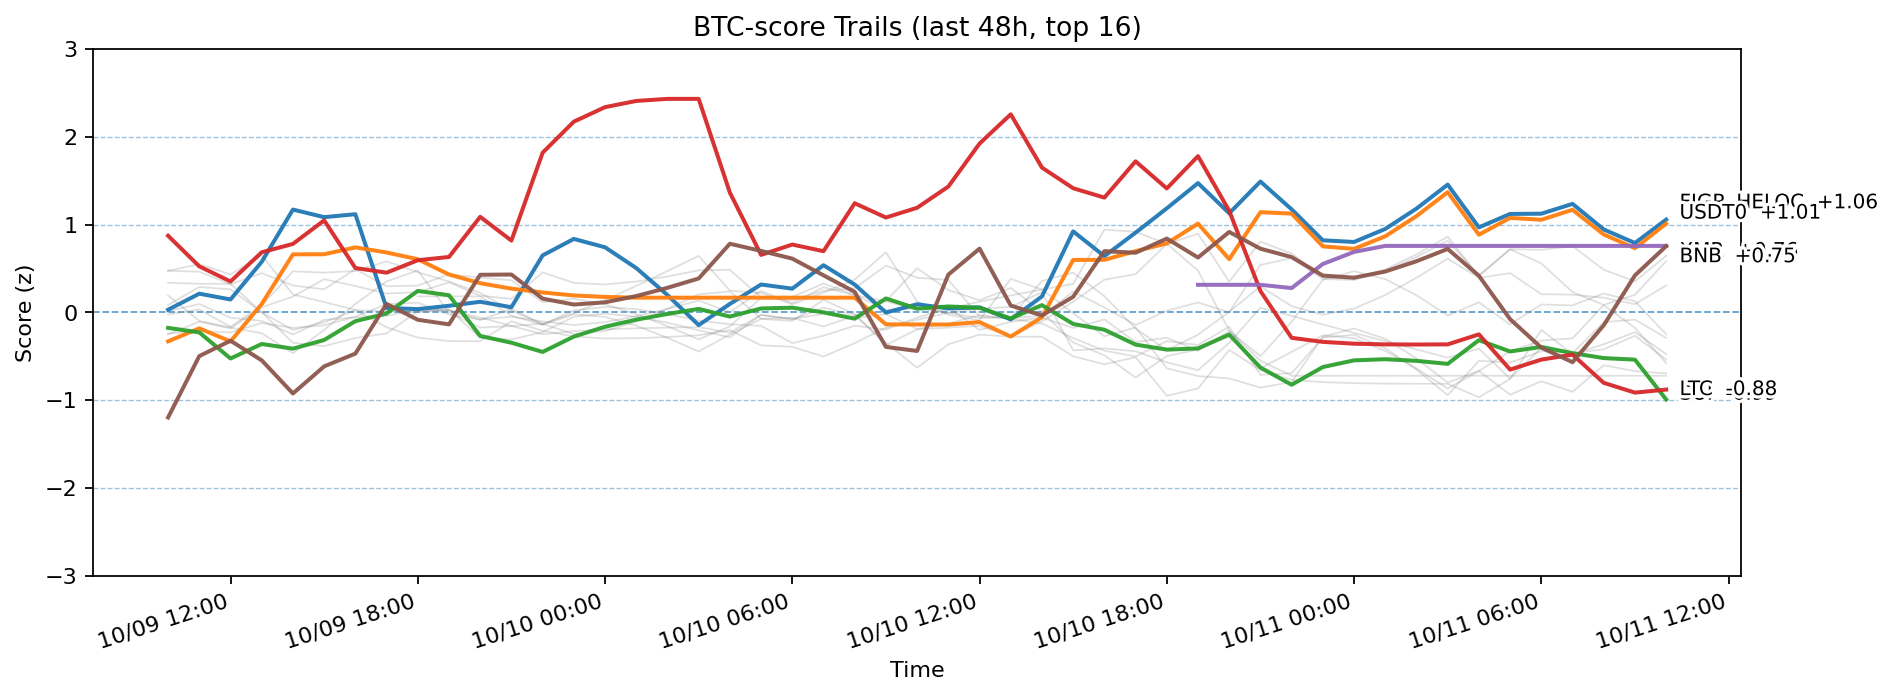 BTC-score Trails (last 48h, top 16)
Score (z)
3
2
1
0
−1
−2
−3
+1.06
USDT0 +1.01
BNB +0.75
LTC -0.88
10/09 12:00
10/09 18:00
10/10 00:00
10/10 06:00
10/10 12:00
10/10 18:00
10/11 00:00
10/11 06:00
10/11 12:00
Time